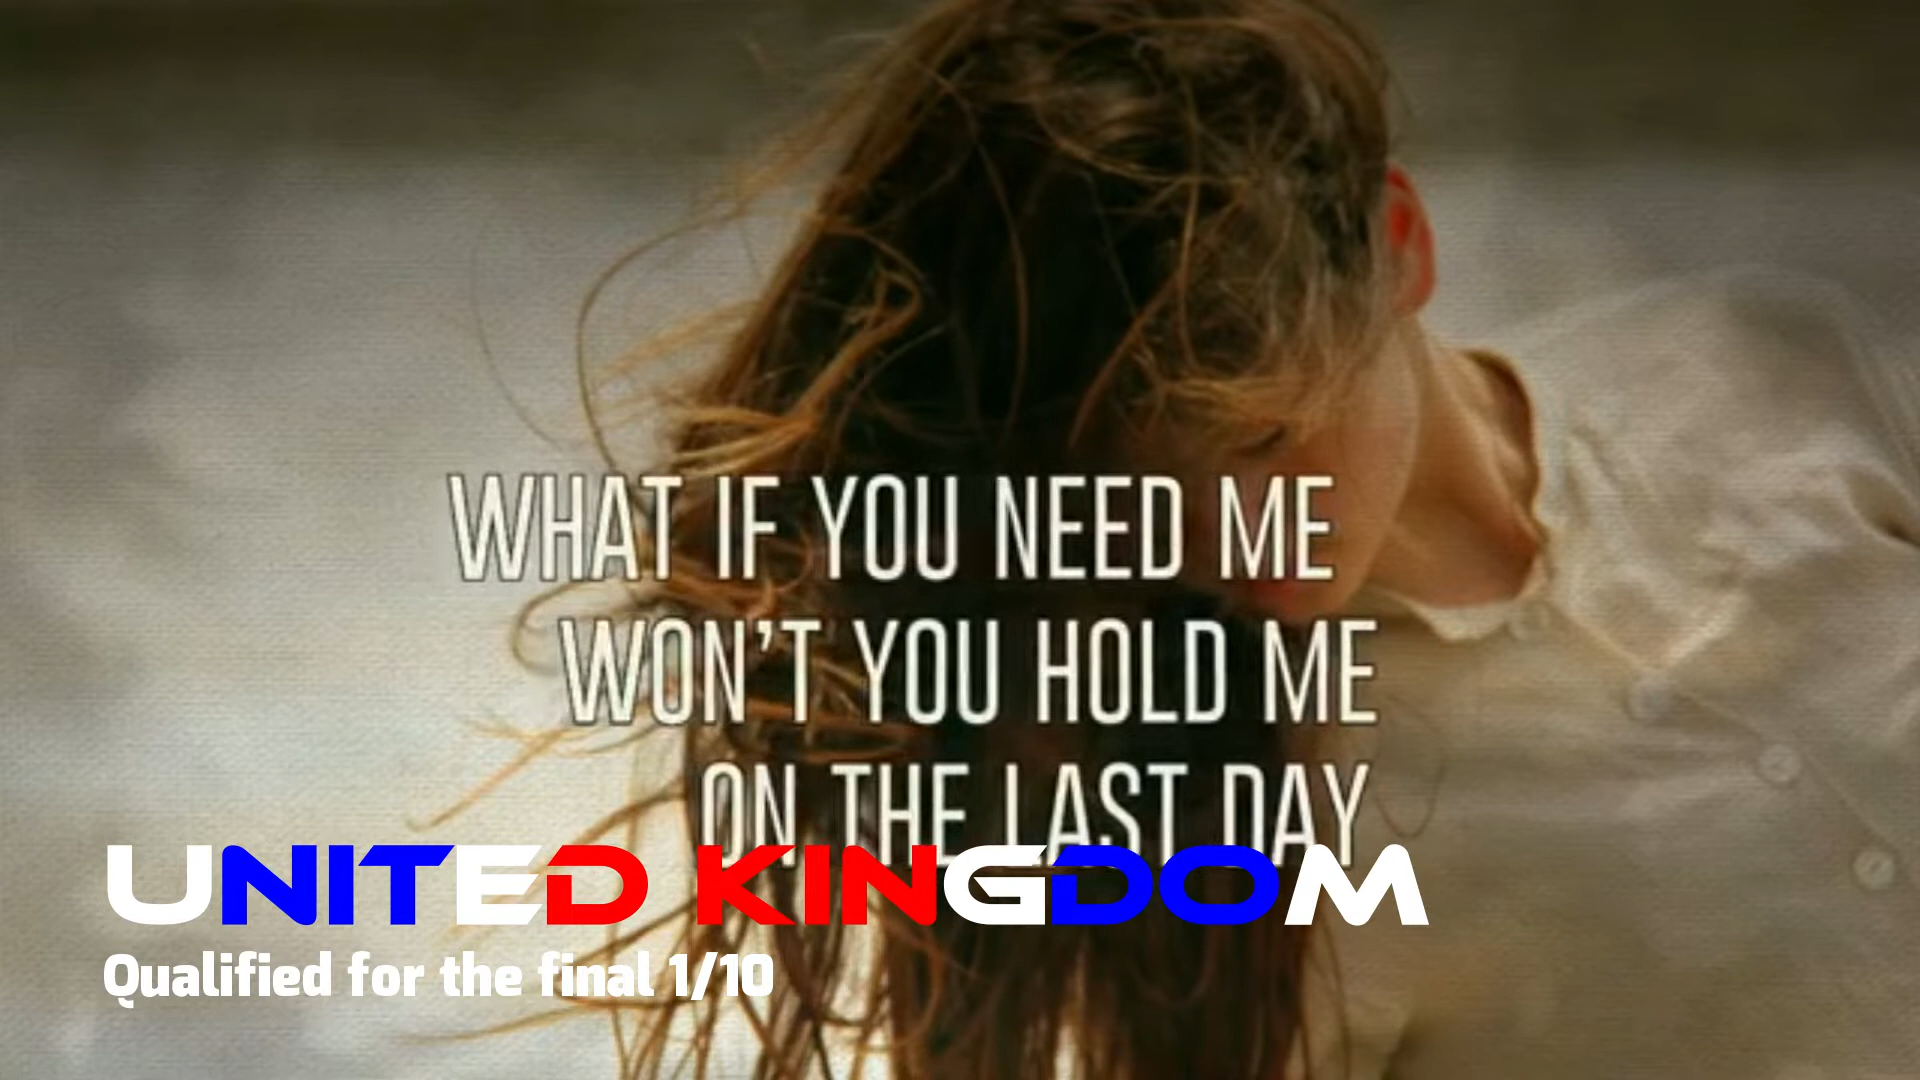 WHAT IF YOU NEED ME
WON’T YOU HOLD ME
ON THE LAST DAY
UNITED KINGDOM
Qualified for the final 1/10